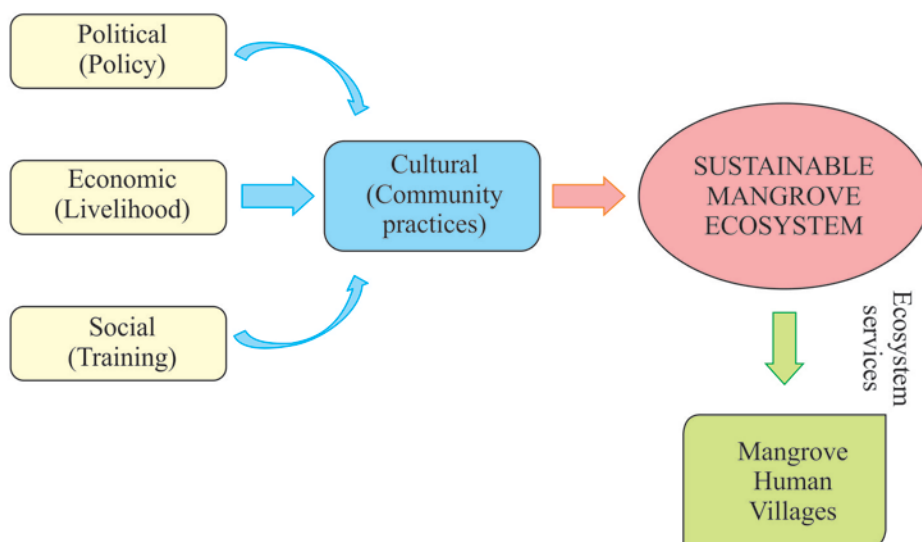 Political
(Policy)
Economic
(Livelihood)
Social
(Training)
Cultural
(Community
practices)
SUSTAINABLE
MANGROVE
ECOSYSTEM
Ecosystem
services
Mangrove
Human
Villages